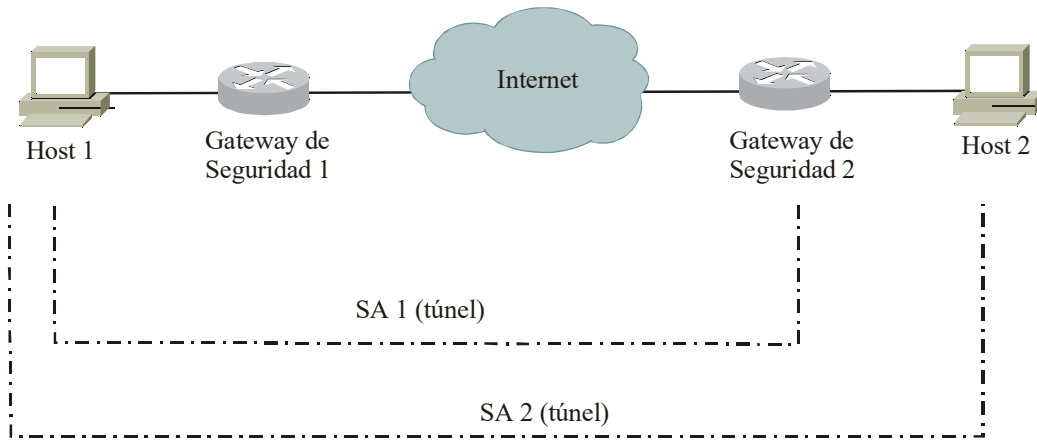 Internet
Host 1
Gateway de
Seguridad 1
Gateway de
Seguridad 2
Host 2
SA 1 (túnel)
SA 2 (túnel)